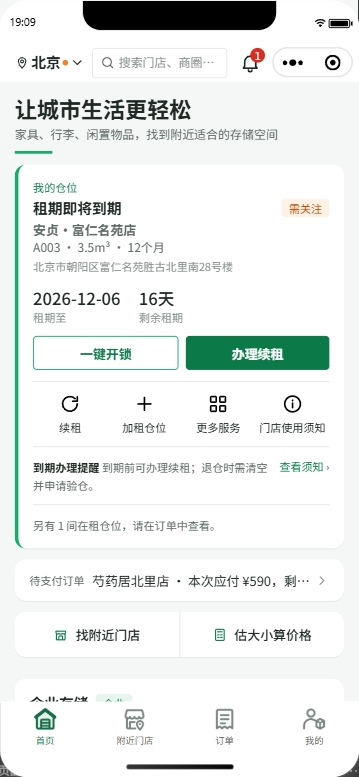 19:09
北京
搜索门店、商圈…
1
让城市生活更轻松
家具、行李、闲置物品，找到附近适合的存储空间
我的仓位
租期即将到期
需关注
安贞·富仁名苑店
A003 · 3.5m³ · 12个月
北京市朝阳区富仁名苑胜古北里南28号楼
2026-12-06
16天
租期至
剩余租期
一键开锁
办理续租
续租
加租仓位
更多服务
门店使用须知
到期办理提醒 到期前可办理续租；退仓时需清空
并申请验仓。
查看须知 ›
另有 1 间在租仓位，请在订单中查看。
待支付订单 芍药居北里店 · 本次应付 ¥590，剩…
找附近门店
估大小算价格
企业存储
企业
首页
附近门店
订单
我的